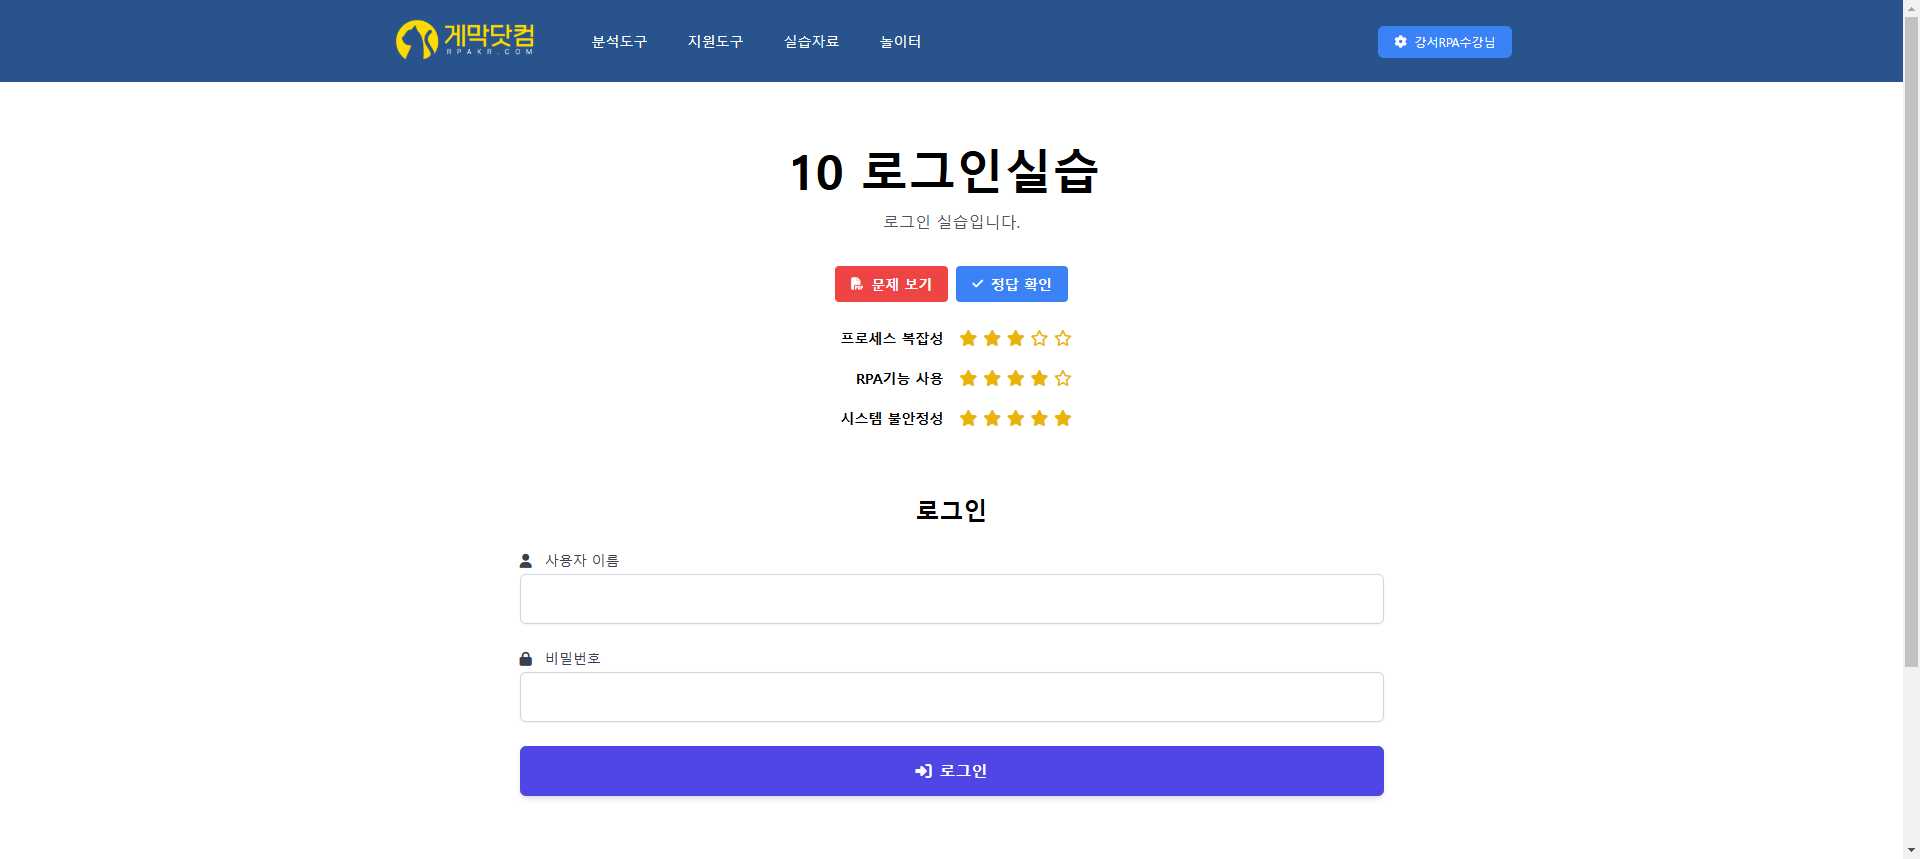 게막닷컴
RPAKR.COM
분석도구 지원도구 실습자료 놀이터
강서RPA수강님
10 로그인실습
로그인 실습입니다.
문제 보기 정답 확인
프로세스 복잡성
RPA기능 사용
시스템 불안정성
로그인
사용자 이름
비밀번호
로그인